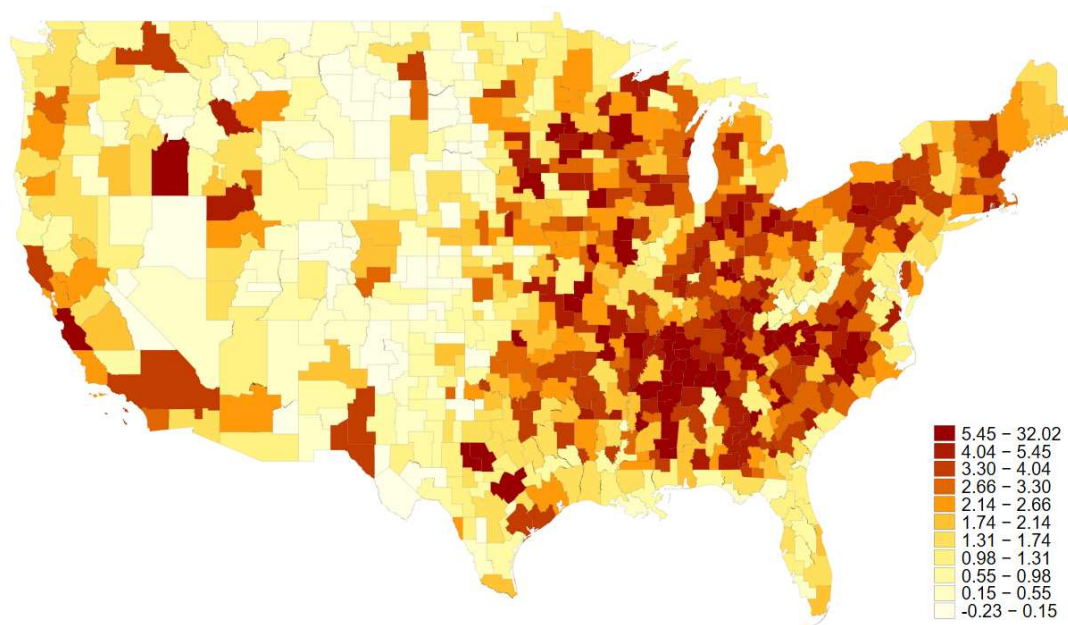 5.45 – 32.02
4.04 – 5.45
3.30 – 4.04
2.66 – 3.30
2.14 – 2.66
1.74 – 2.14
1.31 – 1.74
0.98 – 1.31
0.55 – 0.98
0.15 – 0.55
-0.23 – 0.15